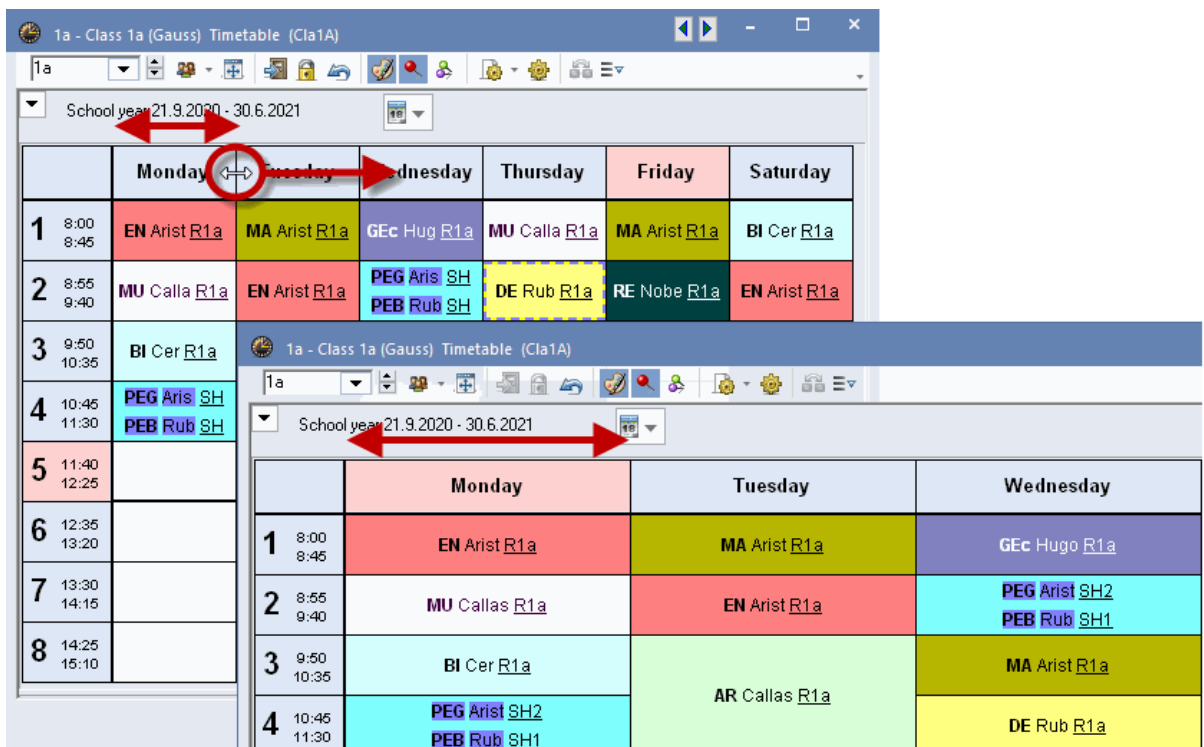 1a - Class 1a (Gauss) Timetable (Cla1A)
1a
School year 21.9.2020 - 30.6.2021
18
Monday Tuesday Wednesday Thursday Friday Saturday
1 8:00 8:45 EN Arist R1a MA Arist R1a GEc Hug R1a MU Calla R1a MA Arist R1a BI Cer R1a
2 8:55 9:40 MU Calla R1a EN Arist R1a PEG Aris SH PEB Rub SH DE Rub R1a RE Nobe R1a EN Arist R1a
3 9:50 10:35 BI Cer R1a
4 10:45 11:30 PEG Aris SH PEB Rub SH
5 11:40 12:25
6 12:35 13:20
7 13:30 14:15
8 14:25 15:10
1a - Class 1a (Gauss) Timetable (Cla1A)
1a
School year 21.9.2020 - 30.6.2021
18
Monday Tuesday Wednesday
1 8:00 8:45 EN Arist R1a MA Arist R1a GEc Hugo R1a
2 8:55 9:40 MU Callas R1a EN Arist R1a PEG Arist SH2 PEB Rub SH1
3 9:50 10:35 BI Cer R1a AR Callas R1a MA Arist R1a
4 10:45 11:30 PEG Arist SH2 PEB Rub SH1 DE Rub R1a